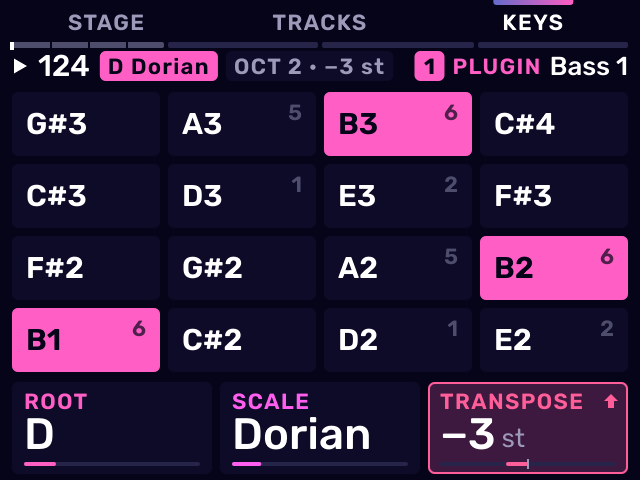 STAGE TRACKS KEYS
124 D Dorian OCT 2 • −3 st 1 PLUGIN Bass 1
G#3 A3 5 B3 6 C#4
C#3 D3 1 E3 2 F#3
F#2 G#2 A2 5 B2 6
B1 6 C#2 D2 1 E2 2
ROOT SCALE TRANSPOSE
D Dorian −3 st